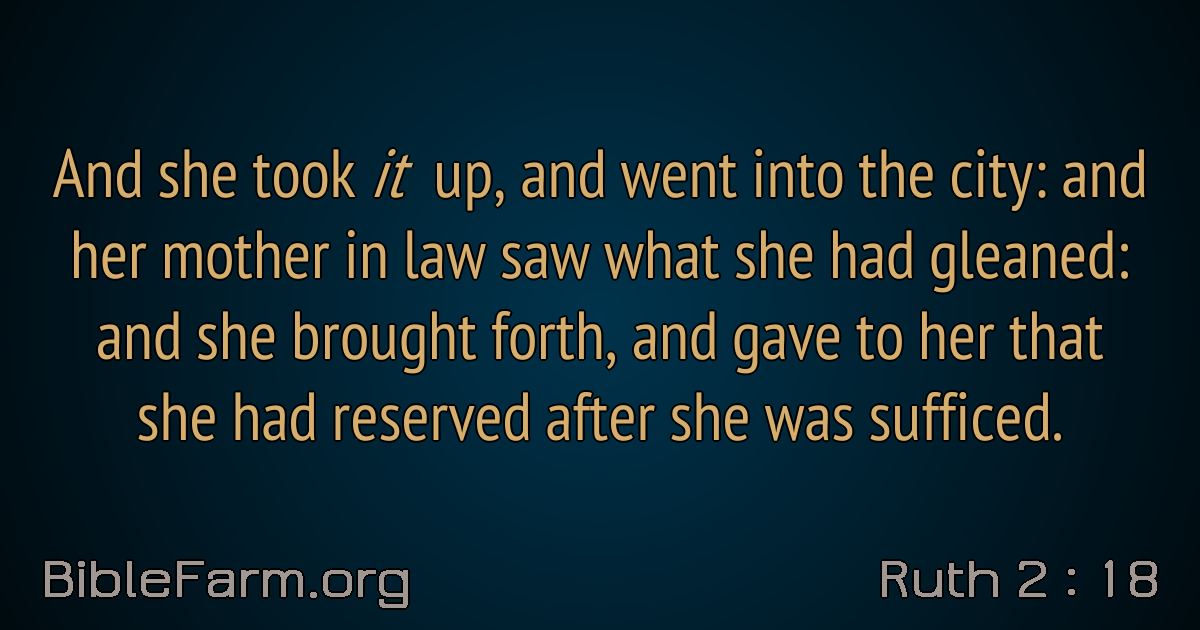 And she took it up, and went into the city: and
her mother in law saw what she had gleaned:
and she brought forth, and gave to her that
she had reserved after she was sufficed.
BibleFarm.org
Ruth 2 : 18